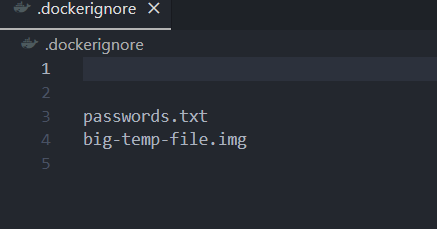 .dockerignore
.dockerignore
1
2
3 passwords.txt
4 big-temp-file.img
5